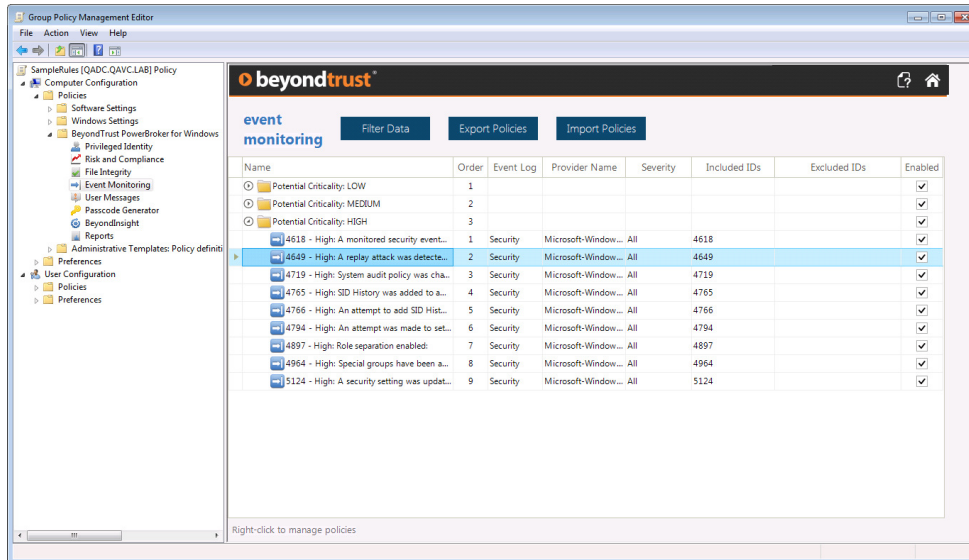 Group Policy Management Editor
File Action View Help
SampleRules [QADC.QAVC.LAB] Policy
Computer Configuration
Policies
Software Settings
Windows Settings
BeyondTrust PowerBroker for Windows
Privileged Identity
Risk and Compliance
File Integrity
Event Monitoring
User Messages
Passcode Generator
BeyondInsight
Reports
Administrative Templates: Policy definiti
Preferences
User Configuration
Policies
Preferences
beyondtrust®
event monitoring
Filter Data Export Policies Import Policies
Name Order Event Log Provider Name Severity Included IDs Excluded IDs Enabled
Potential Criticality: LOW 1
Potential Criticality: MEDIUM 2
Potential Criticality: HIGH 3
4618 - High: A monitored security event... 1 Security Microsoft-Window... All 4618
4649 - High: A replay attack was detecte... 2 Security Microsoft-Window... All 4649
4719 - High: System audit policy was cha... 3 Security Microsoft-Window... All 4719
4765 - High: SID History was added to a... 4 Security Microsoft-Window... All 4765
4766 - High: An attempt to add SID Hist... 5 Security Microsoft-Window... All 4766
4794 - High: An attempt was made to set... 6 Security Microsoft-Window... All 4794
4897 - High: Role separation enabled: 7 Security Microsoft-Window... All 4897
4964 - High: Special groups have been a... 8 Security Microsoft-Window... All 4964
5124 - High: A security setting was updat... 9 Security Microsoft-Window... All 5124
Right-click to manage policies